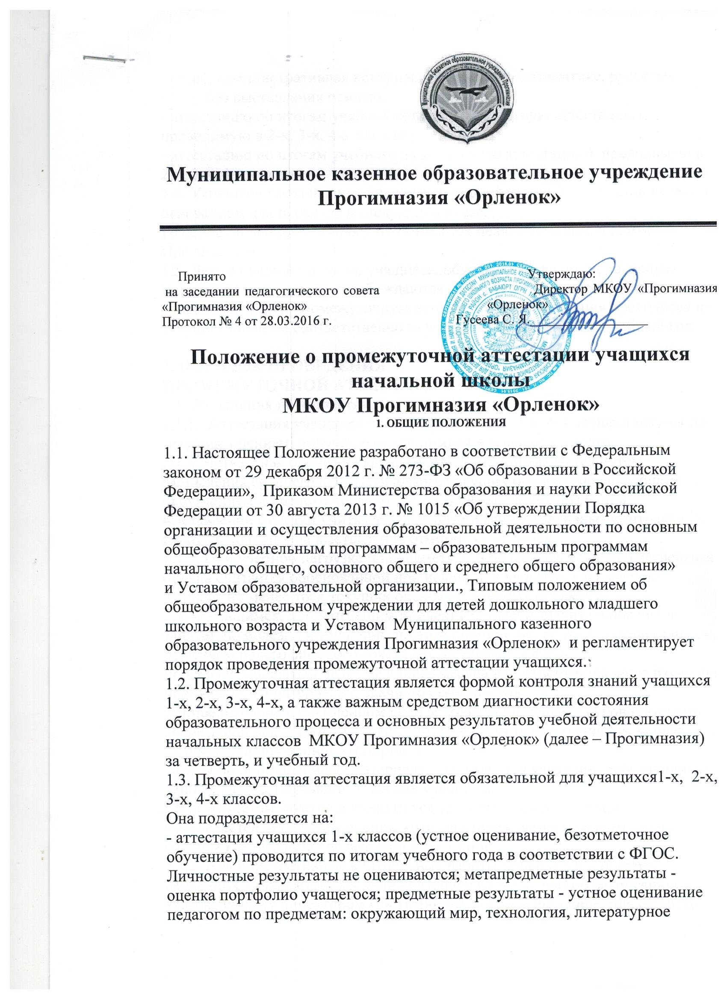 Муниципальное бюджетное образовательное учреждение Прогимназия
Муниципальное казенное образовательное учреждение
Прогимназия «Орленок»
Принято
на заседании педагогического совета
«Прогимназия «Орленок»
Протокол № 4 от 28.03.2016 г.
Утверждаю:
Директор МКОУ «Прогимназия
«Орленок»
Гусеева С. Я.
Положение о промежуточной аттестации учащихся
начальной школы
МКОУ Прогимназия «Орленок»
1. ОБЩИЕ ПОЛОЖЕНИЯ
1.1. Настоящее Положение разработано в соответствии с Федеральным
законом от 29 декабря 2012 г. № 273-ФЗ «Об образовании в Российской
Федерации»,  Приказом Министерства образования и науки Российской
Федерации от 30 августа 2013 г. № 1015 «Об утверждении Порядка
организации и осуществления образовательной деятельности по основным
общеобразовательным программам – образовательным программам
начального общего, основного общего и среднего общего образования»
и Уставом образовательной организации., Типовым положением об
общеобразовательном учреждении для детей дошкольного младшего
школьного возраста и Уставом  Муниципального казенного
образовательного учреждения Прогимназия «Орленок»  и регламентирует
порядок проведения промежуточной аттестации учащихся.
1.2. Промежуточная аттестация является формой контроля знаний учащихся
1-х, 2-х, 3-х, 4-х, а также важным средством диагностики состояния
образовательного процесса и основных результатов учебной деятельности
начальных классов  МКОУ Прогимназия «Орленок» (далее – Прогимназия)
за четверть, и учебный год.
1.3. Промежуточная аттестация является обязательной для учащихся1-х,  2-х,
3-х, 4-х классов.
Она подразделяется на:
- аттестация учащихся 1-х классов (устное оценивание, безотметочное
обучение) проводится по итогам учебного года в соответствии с ФГОС.
Личностные результаты не оцениваются; метапредметные результаты -
оценка портфолио учащегося; предметные результаты - устное оценивание
педагогом по предметам: окружающий мир, технология, литературное